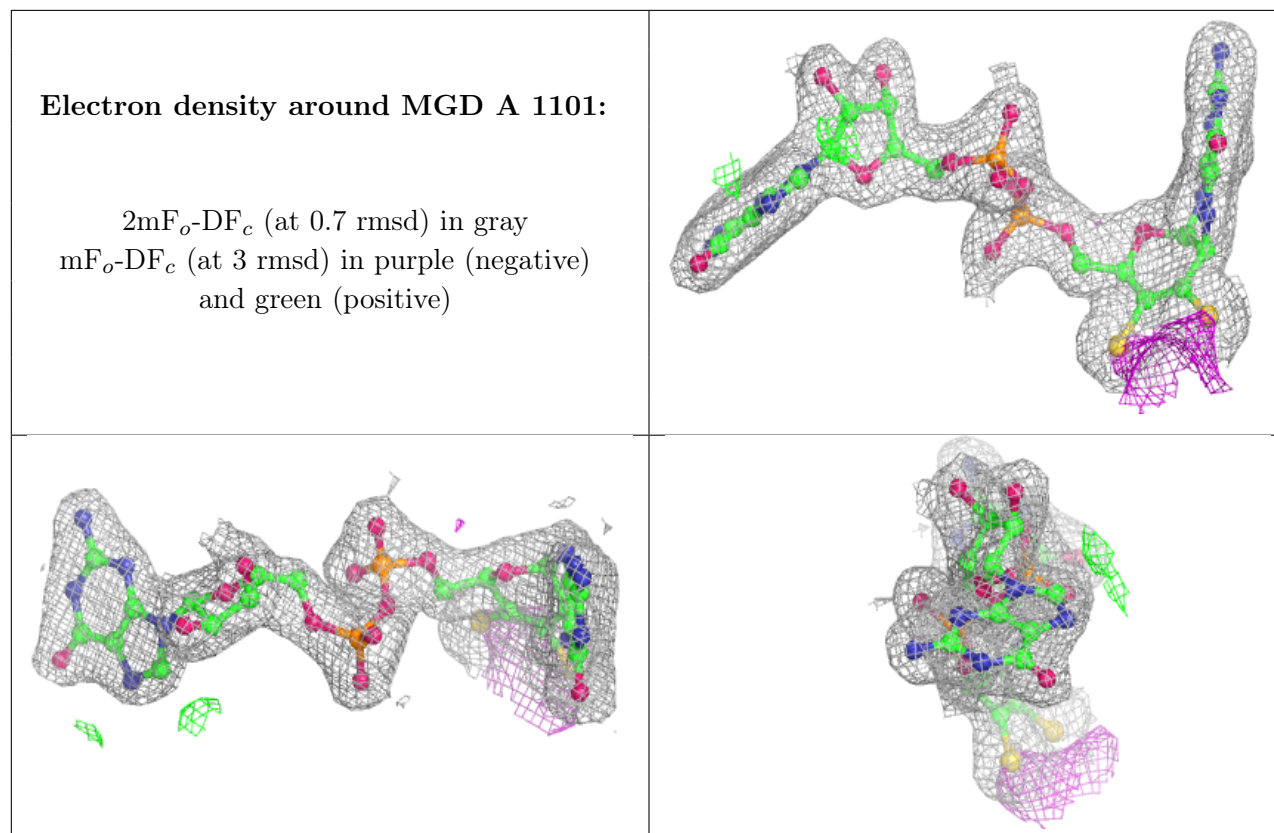 Electron density around MGD A 1101:
2mFo-DFc (at 0.7 rmsd) in gray
mFo-DFc (at 3 rmsd) in purple (negative)
and green (positive)